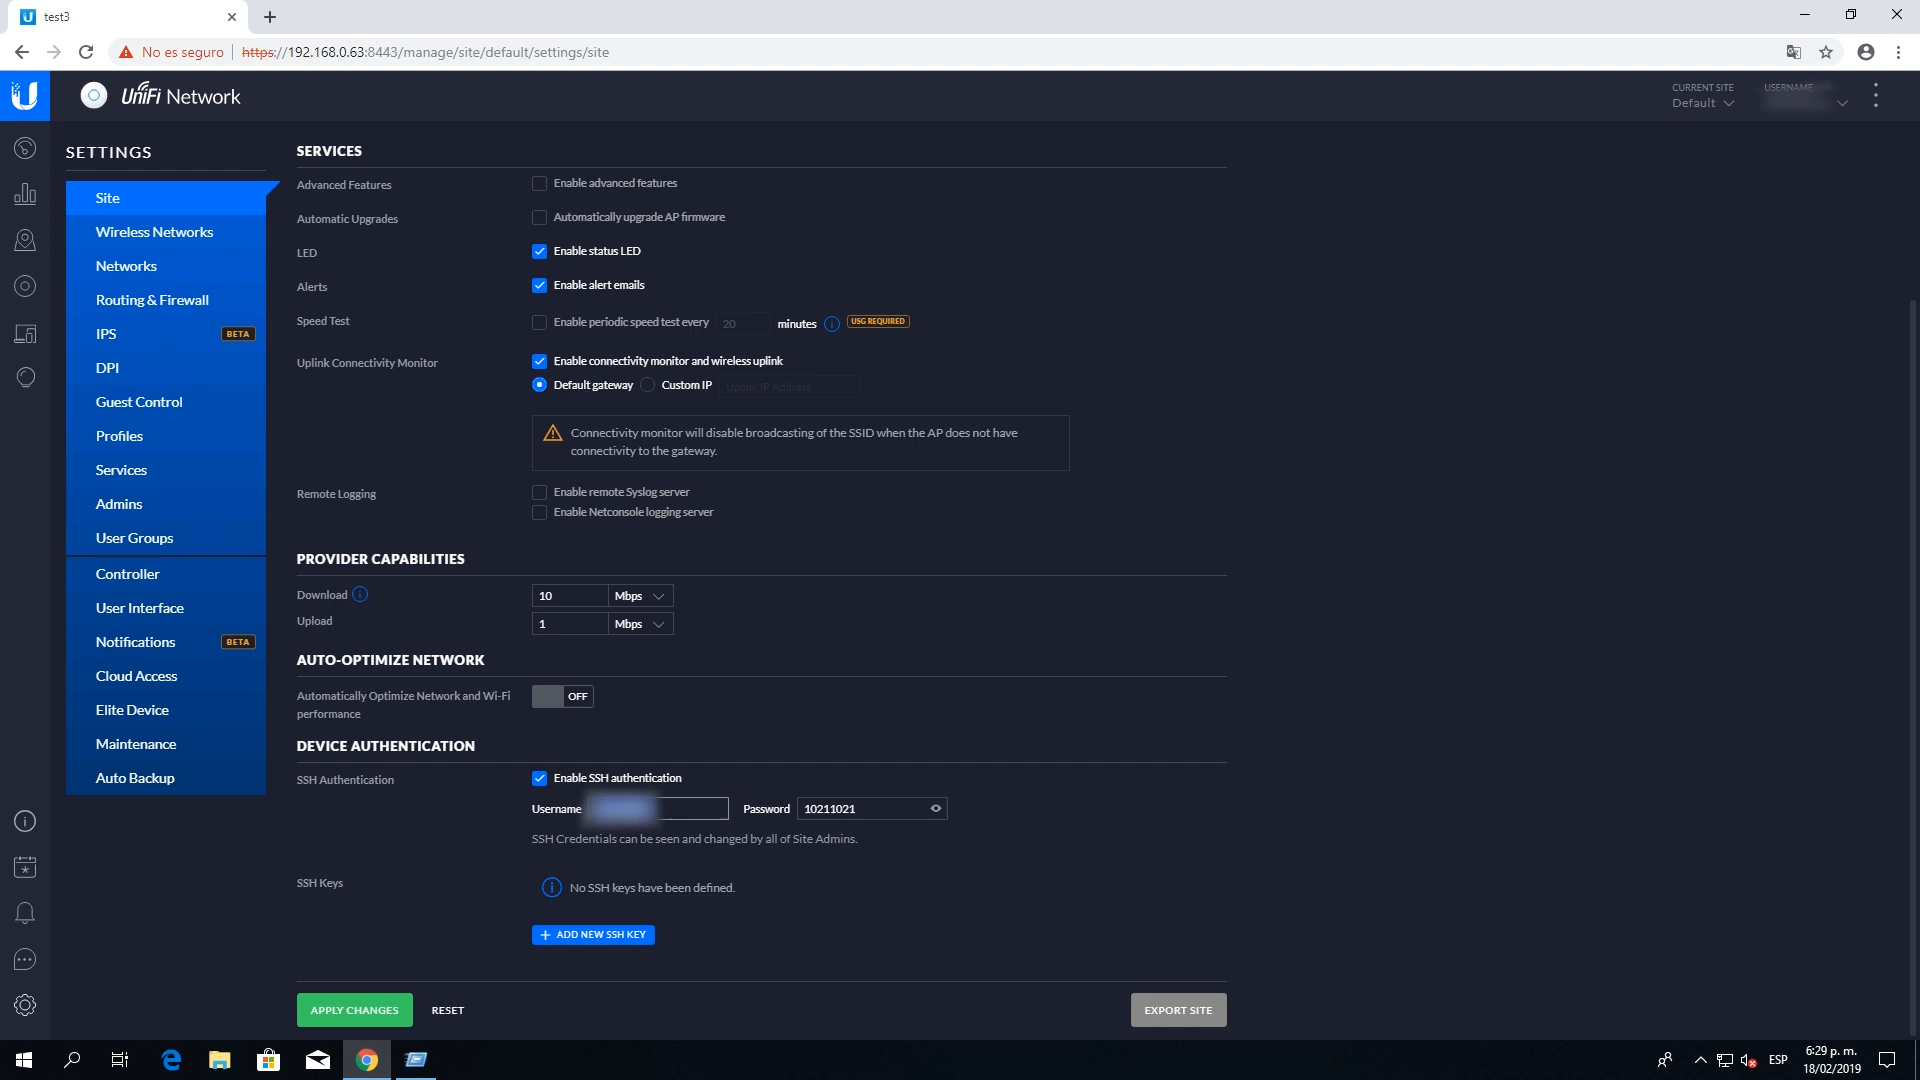 test3
No es seguro
https://192.168.0.63:8443/manage/site/default/settings/site
UniFi Network
CURRENT SITE
Default
USERNAME
SETTINGS
Site
Wireless Networks
Networks
Routing & Firewall
IPS BETA
DPI
Guest Control
Profiles
Services
Admins
User Groups
Controller
User Interface
Notifications BETA
Cloud Access
Elite Device
Maintenance
Auto Backup
SERVICES
Advanced Features Enable advanced features
Automatic Upgrades Automatically upgrade AP firmware
LED Enable status LED
Alerts Enable alert emails
Speed Test Enable periodic speed test every 20 minutes USG REQUIRED
Uplink Connectivity Monitor Enable connectivity monitor and wireless uplink
Default gateway Custom IP Uplink IP Address
Connectivity monitor will disable broadcasting of the SSID when the AP does not have
connectivity to the gateway.
Remote Logging Enable remote Syslog server
Enable Netconsole logging server
PROVIDER CAPABILITIES
Download 10 Mbps
Upload 1 Mbps
AUTO-OPTIMIZE NETWORK
Automatically Optimize Network and Wi-Fi
performance
OFF
DEVICE AUTHENTICATION
SSH Authentication Enable SSH authentication
Username Password 10211021
SSH Credentials can be seen and changed by all of Site Admins.
SSH Keys No SSH keys have been defined.
+ ADD NEW SSH KEY
APPLY CHANGES RESET EXPORT SITE
ESP
6:29 p. m.
18/02/2019